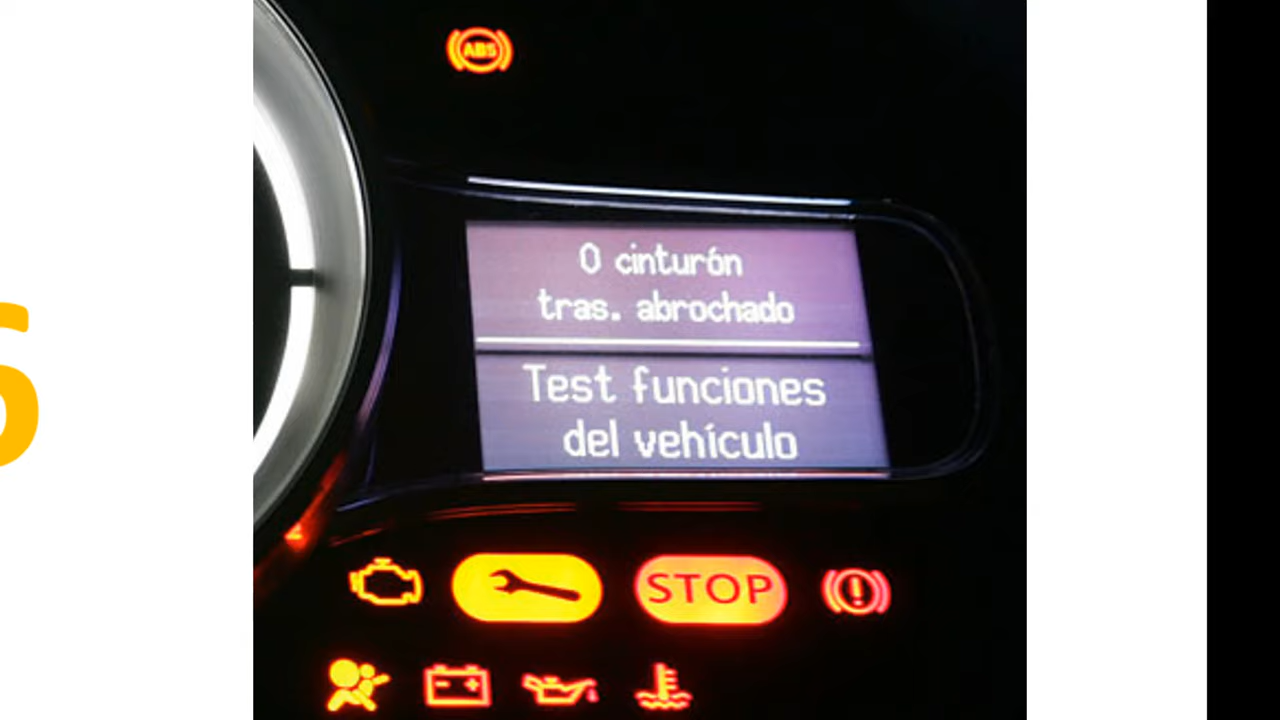 ABS
0 cinturón
tras. abrochado
Test funciones
del vehículo
STOP